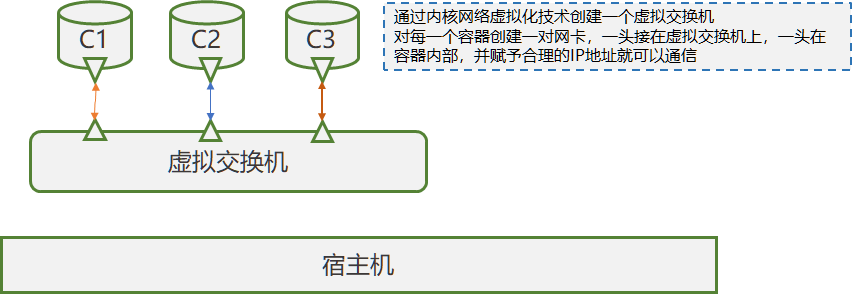 C1
C2
C3
通过内核网络虚拟化技术创建一个虚拟交换机
对每一个容器创建一对网卡，一头接在虚拟交换机上，一头在
容器内部，并赋予合理的IP地址就可以通信
虚拟交换机
宿主机